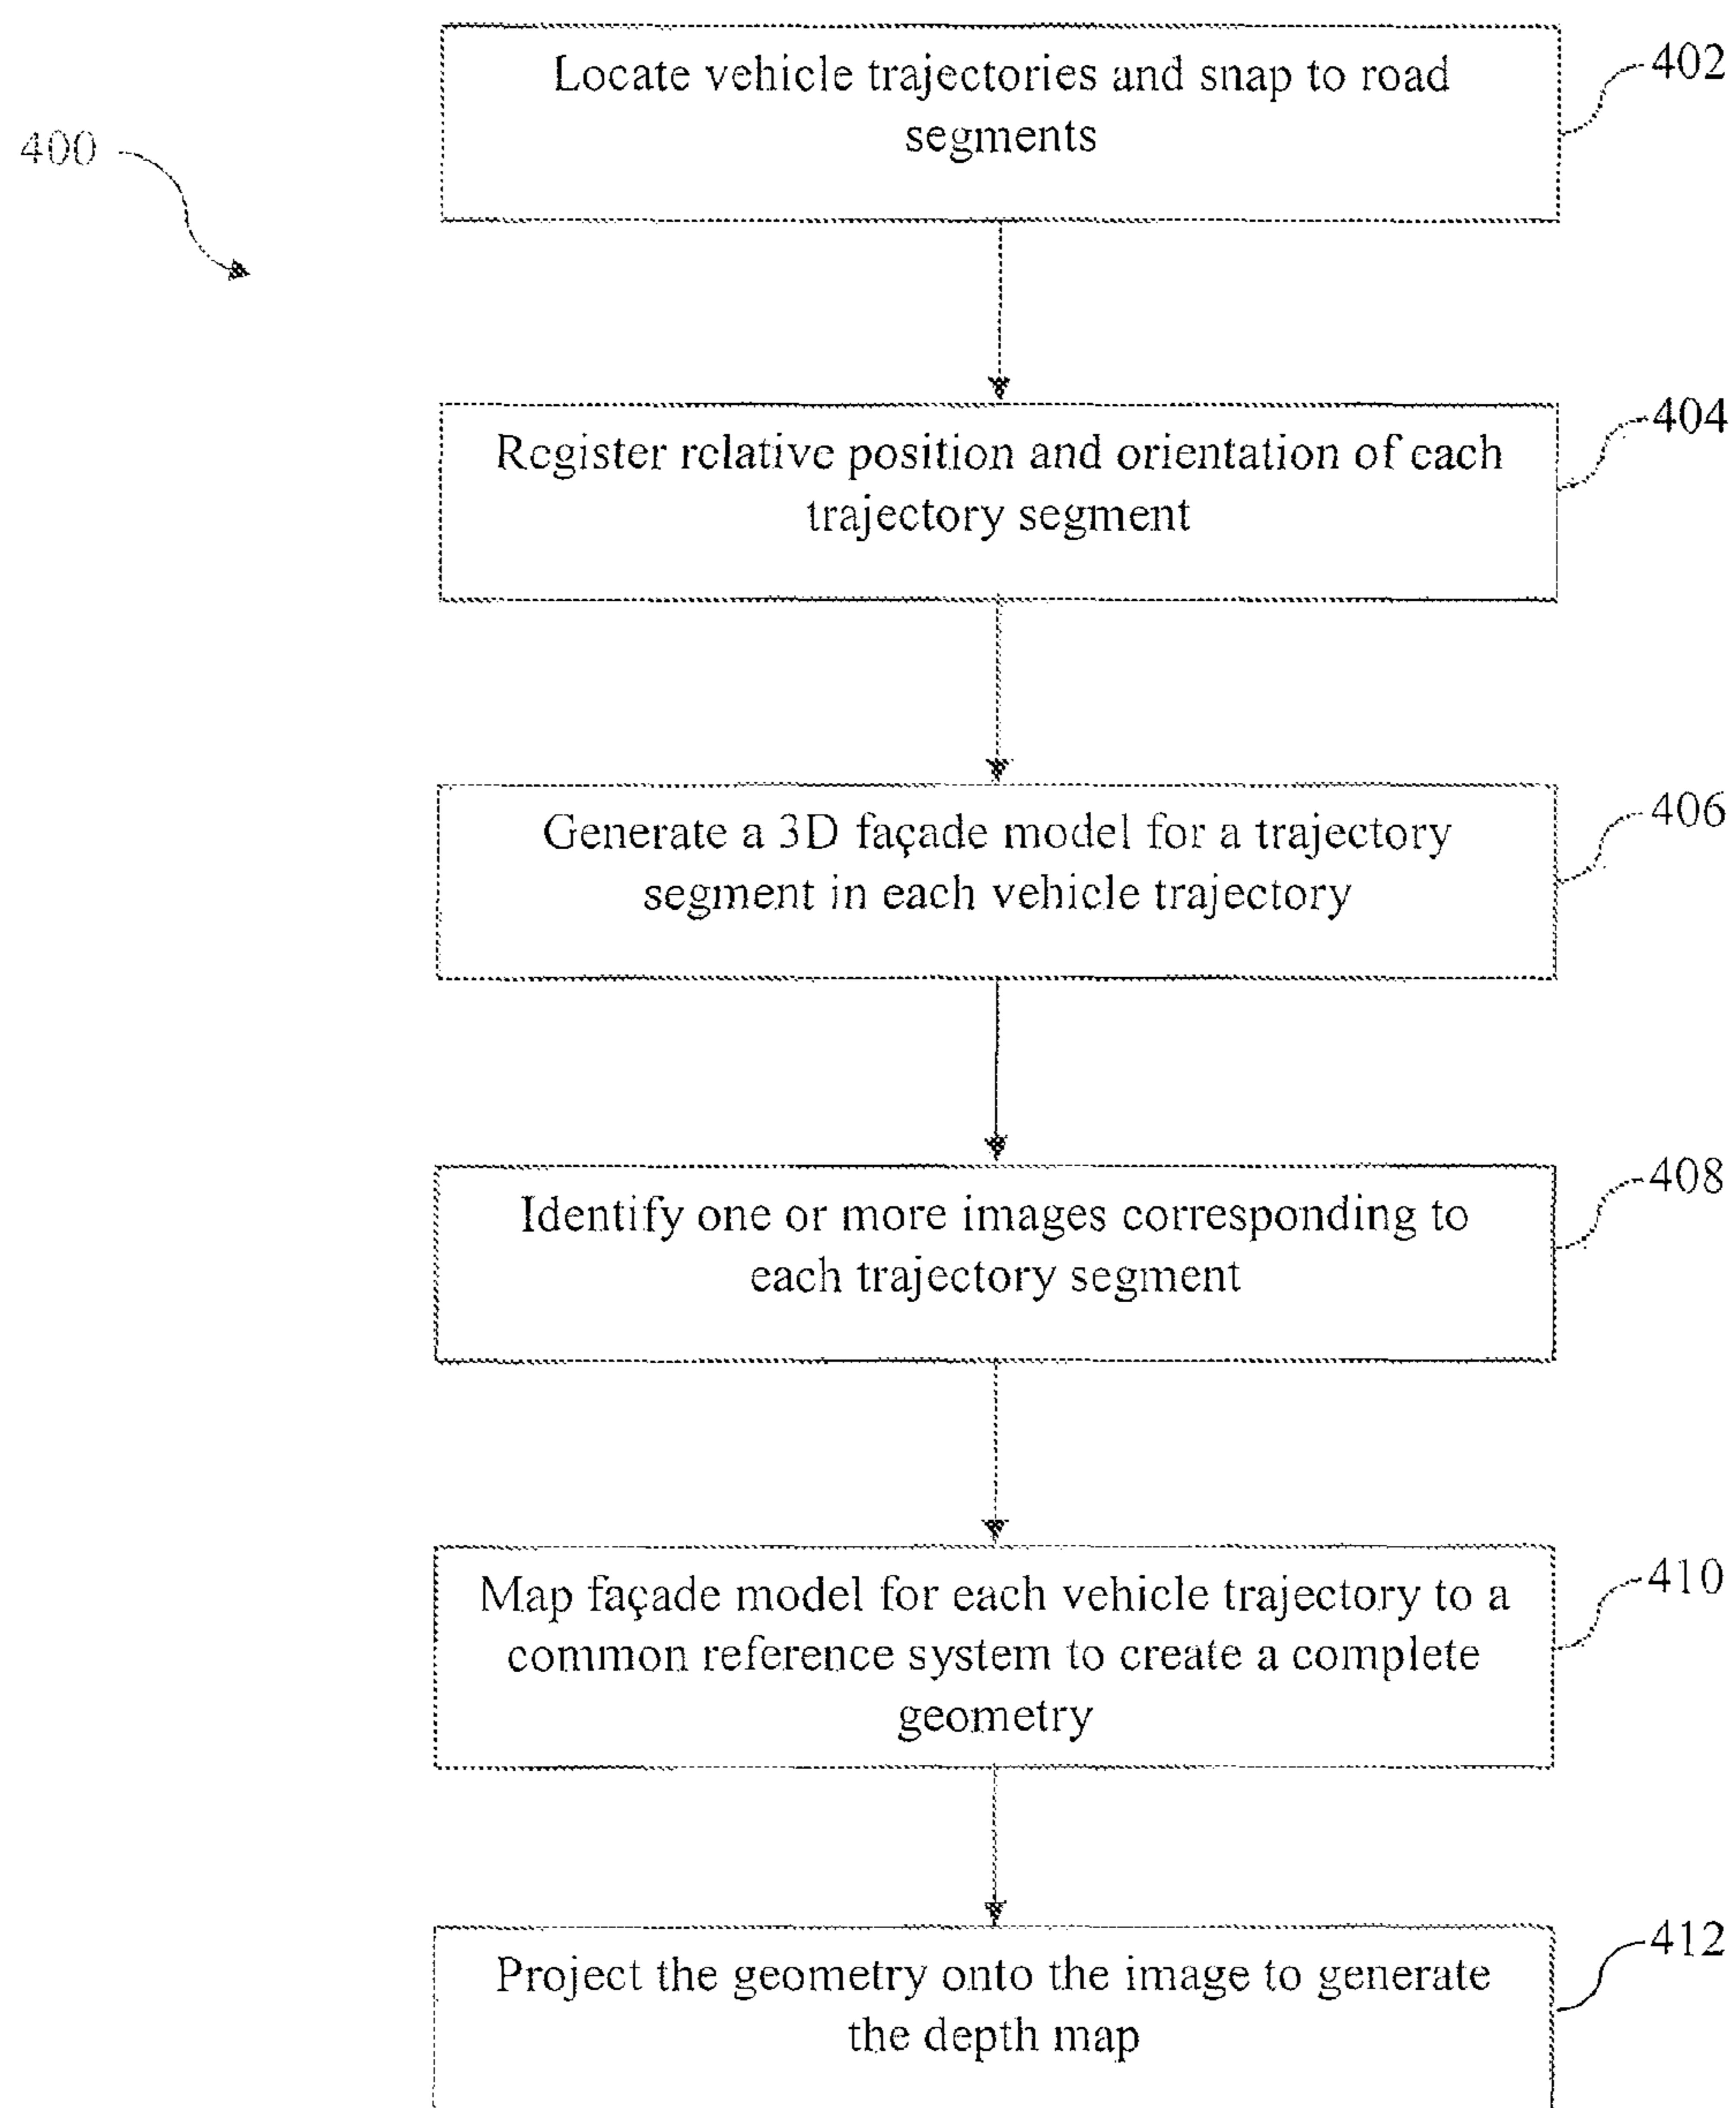 400
Locate vehicle trajectories and snap to road
segments
402
Register relative position and orientation of each
trajectory segment
404
Generate a 3D façade model for a trajectory
segment in each vehicle trajectory
406
Identify one or more images corresponding to
each trajectory segment
408
Map façade model for each vehicle trajectory to a
common reference system to create a complete
geometry
410
Project the geometry onto the image to generate
the depth map
412